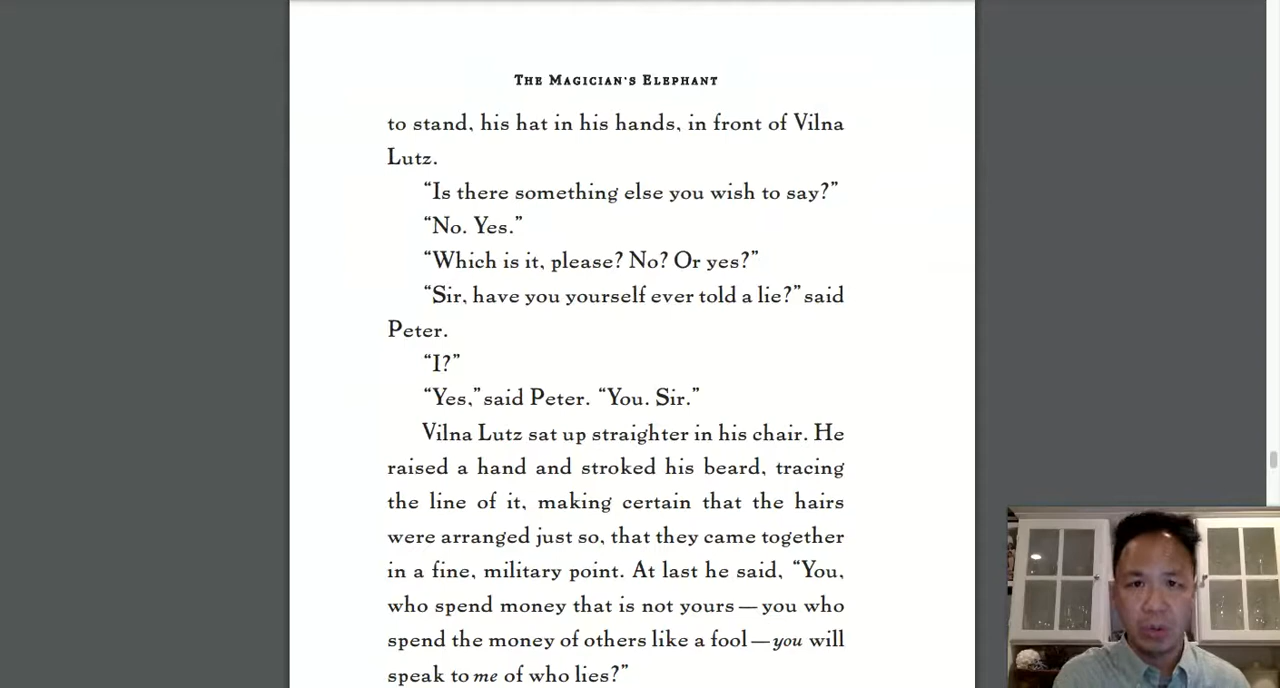 The Magician's Elephant
to stand, his hat in his hands, in front of Vilna
Lutz.
“Is there something else you wish to say?”
“No. Yes.”
“Which is it, please? No? Or yes?”
“Sir, have you yourself ever told a lie?” said
Peter.
“I?”
“Yes,” said Peter. “You. Sir.”
Vilna Lutz sat up straighter in his chair. He
raised a hand and stroked his beard, tracing
the line of it, making certain that the hairs
were arranged just so, that they came together
in a fine, military point. At last he said, “You,
who spend money that is not yours — you who
spend the money of others like a fool — you will
speak to me of who lies?”